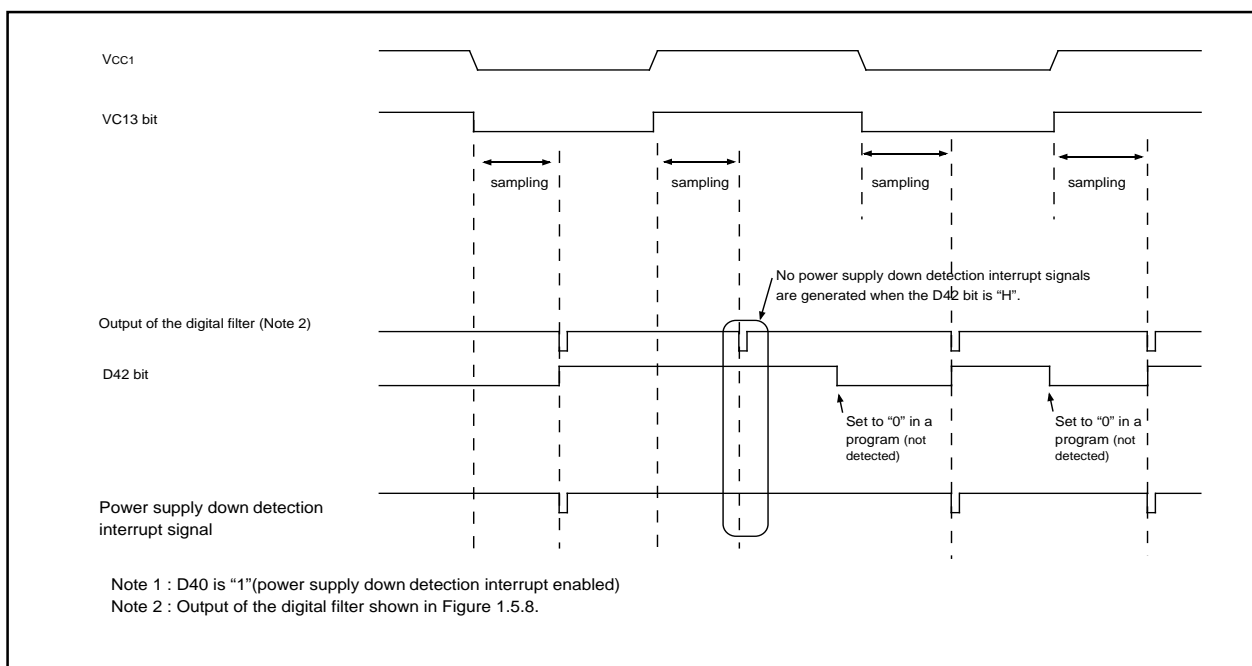 VCC1
VC13 bit
sampling
sampling
sampling
sampling
No power supply down detection interrupt signals
are generated when the D42 bit is “H”.
Output of the digital filter (Note 2)
D42 bit
Set to “0” in a
program (not
detected)
Set to “0” in a
program (not
detected)
Power supply down detection
interrupt signal
Note 1 : D40 is “1”(power supply down detection interrupt enabled)
Note 2 : Output of the digital filter shown in Figure 1.5.8.